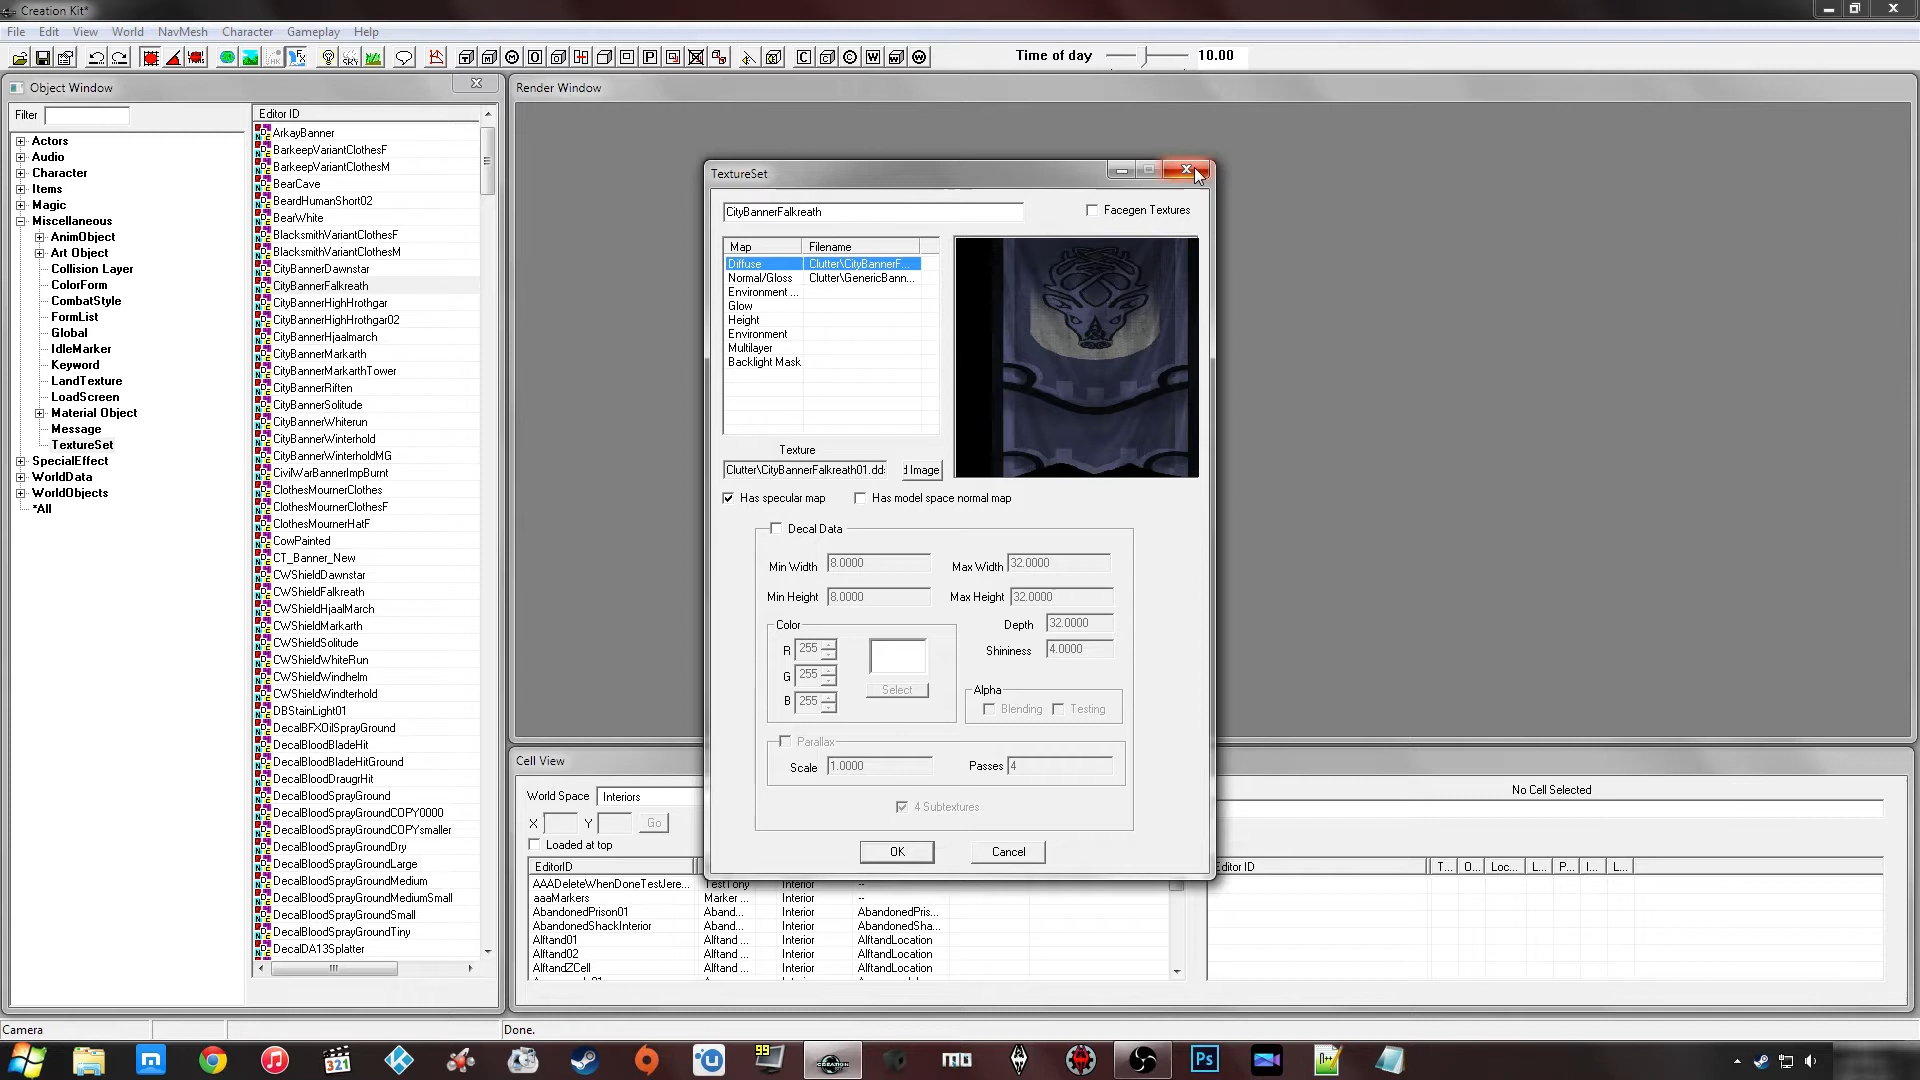 Creation Kit*
File Edit View World NavMesh Character Gameplay Help
Time of day 10.00
Object Window
Filter
Actors
Audio
Character
Items
Magic
Miscellaneous
AnimObject
Art Object
Collision Layer
ColorForm
CombatStyle
FormList
Global
IdleMarker
Keyword
LandTexture
LoadScreen
Material Object
Message
TextureSet
SpecialEffect
WorldData
WorldObjects
*All
Editor ID
ArkayBanner
BarkeepVariantClothesF
BarkeepVariantClothesM
BearCave
BeardHumanShort02
BearWhite
BlacksmithVariantClothesF
BlacksmithVariantClothesM
CityBannerDawnstar
CityBannerFalkreath
CityBannerHighHrothgar
CityBannerHighHrothgar02
CityBannerHjaalmarch
CityBannerMarkarth
CityBannerMarkarthTower
CityBannerRiften
CityBannerSolitude
CityBannerWhiterun
CityBannerWinterhold
CityBannerWinterholdMG
CivilWarBannerImpBurnt
ClothesMournerClothes
ClothesMournerClothesF
ClothesMournerHatF
CowPainted
CT_Banner_New
CWShieldDawnstar
CWShieldFalkreath
CWShieldHjaalMarch
CWShieldMarkarth
CWShieldSolitude
CWShieldWhiteRun
CWShieldWindhelm
CWShieldWindterhold
DBStainLight01
DecalBFXOilSprayGround
DecalBloodBladeHit
DecalBloodBladeHitGround
DecalBloodDraugrHit
DecalBloodSprayGround
DecalBloodSprayGroundCOPY0000
DecalBloodSprayGroundCOPYsmaller
DecalBloodSprayGroundDry
DecalBloodSprayGroundLarge
DecalBloodSprayGroundMedium
DecalBloodSprayGroundMediumSmall
DecalBloodSprayGroundSmall
DecalBloodSprayGroundTiny
DecalDA13Splatter
Render Window
TextureSet
CityBannerFalkreath
Facegen Textures
Map Filename
Diffuse Clutter\CityBannerF...
Normal/Gloss Clutter\GenericBann...
Environment ...
Glow
Height
Environment
Multilayer
Backlight Mask
Texture
Clutter\CityBannerFalkreath01.dd: d Image
Has specular map Has model space normal map
Decal Data
Min Width 8.0000 Max Width 32.0000
Min Height 8.0000 Max Height 32.0000
Color Depth 32.0000
R 255 Shininess 4.0000
G 255
Select
B 255
Alpha
Blending Testing
Parallax
Scale 1.0000 Passes 4
4 Subtextures
OK Cancel
Cell View
World Space Interiors
X Y Go
Loaded at top
EditorID
AAADeleteWhenDoneTestJere... TestTony Interior --
aaaMarkers Marker ... Interior --
AbandonedPrison01 Aband... Interior AbandonedPris...
AbandonedShackInterior Aband... Interior AbandonedSha...
Alftand01 Alftand ... Interior AlftandLocation
Alftand02 Alftand ... Interior AlftandLocation
AlftandZCell Alftand ... Interior AlftandLocation
No Cell Selected
Editor ID T... O... Loc... L... P... I... L...
Camera Done.